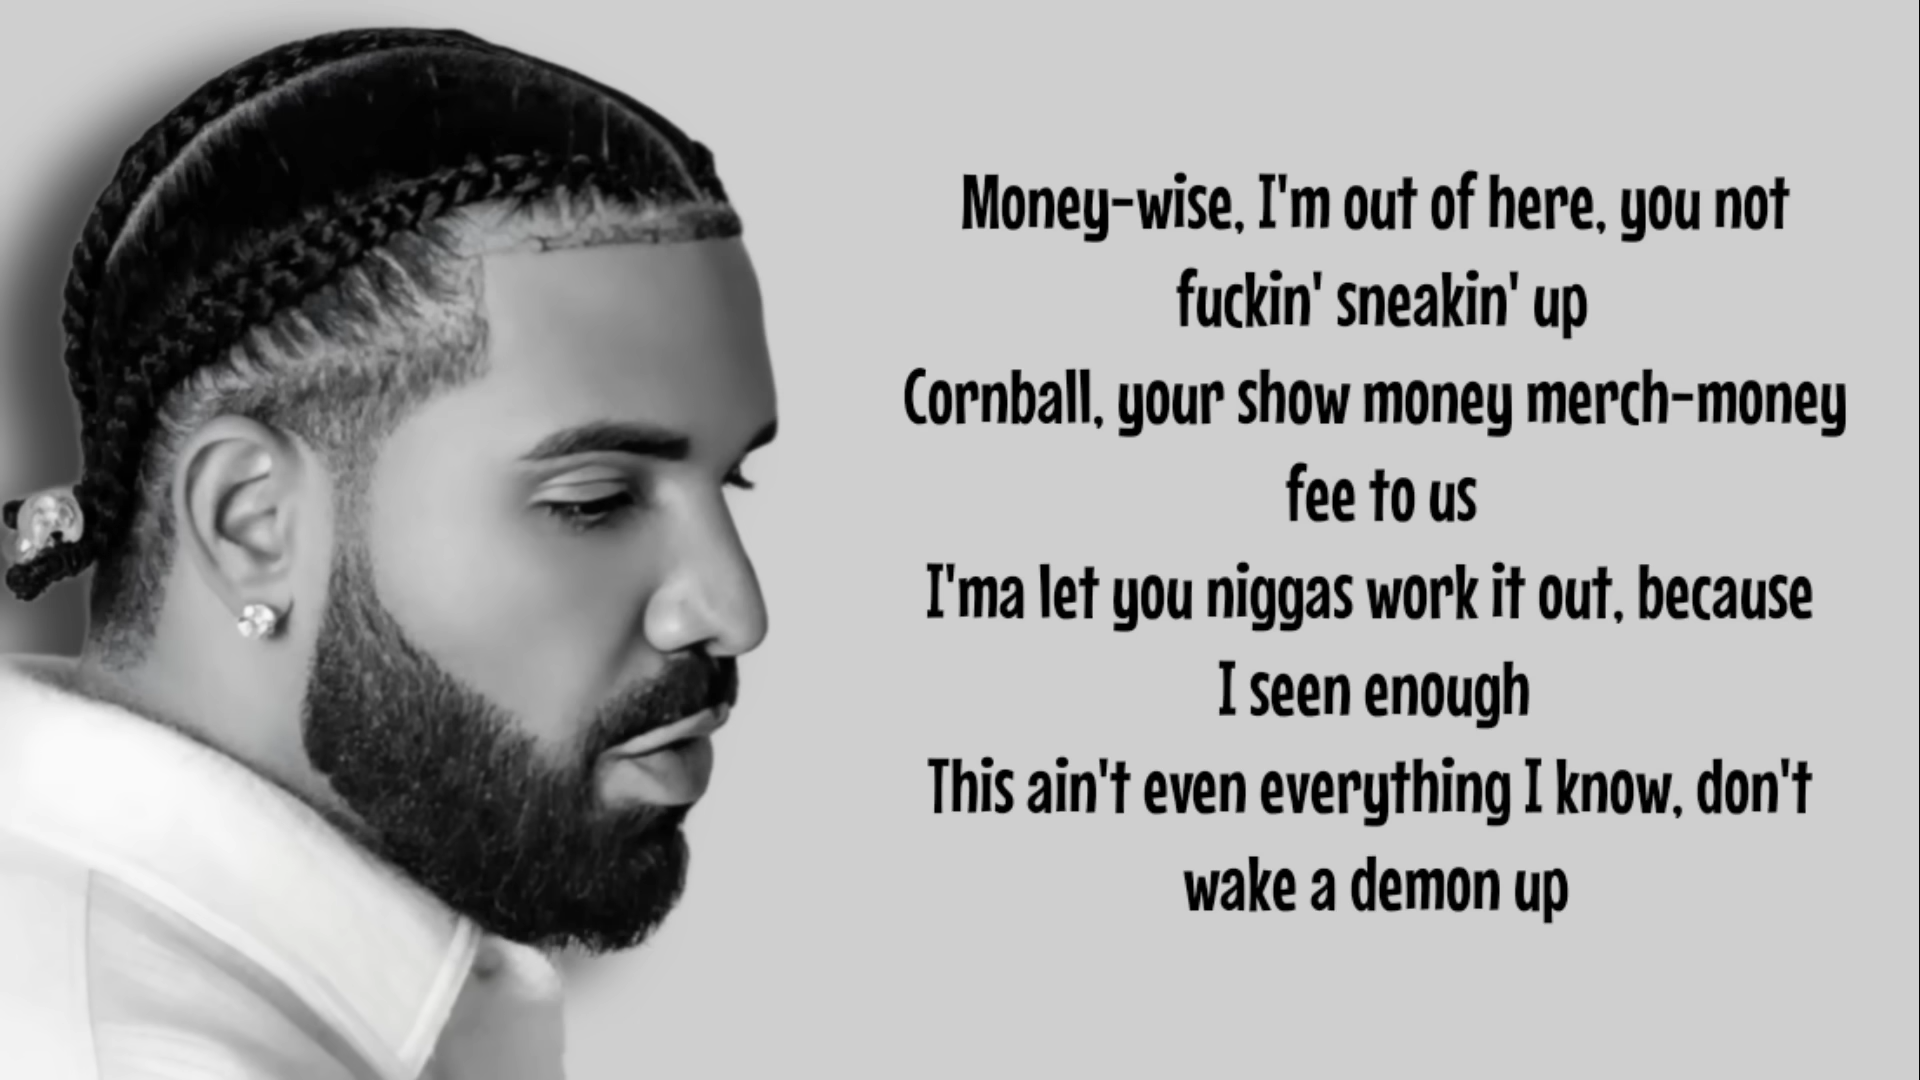 Money-wise, I'm out of here, you not
fuckin' sneakin' up
Cornball, your show money merch-money
fee to us
I'ma let you niggas work it out, because
I seen enough
This ain't even everything I know, don't
wake a demon up